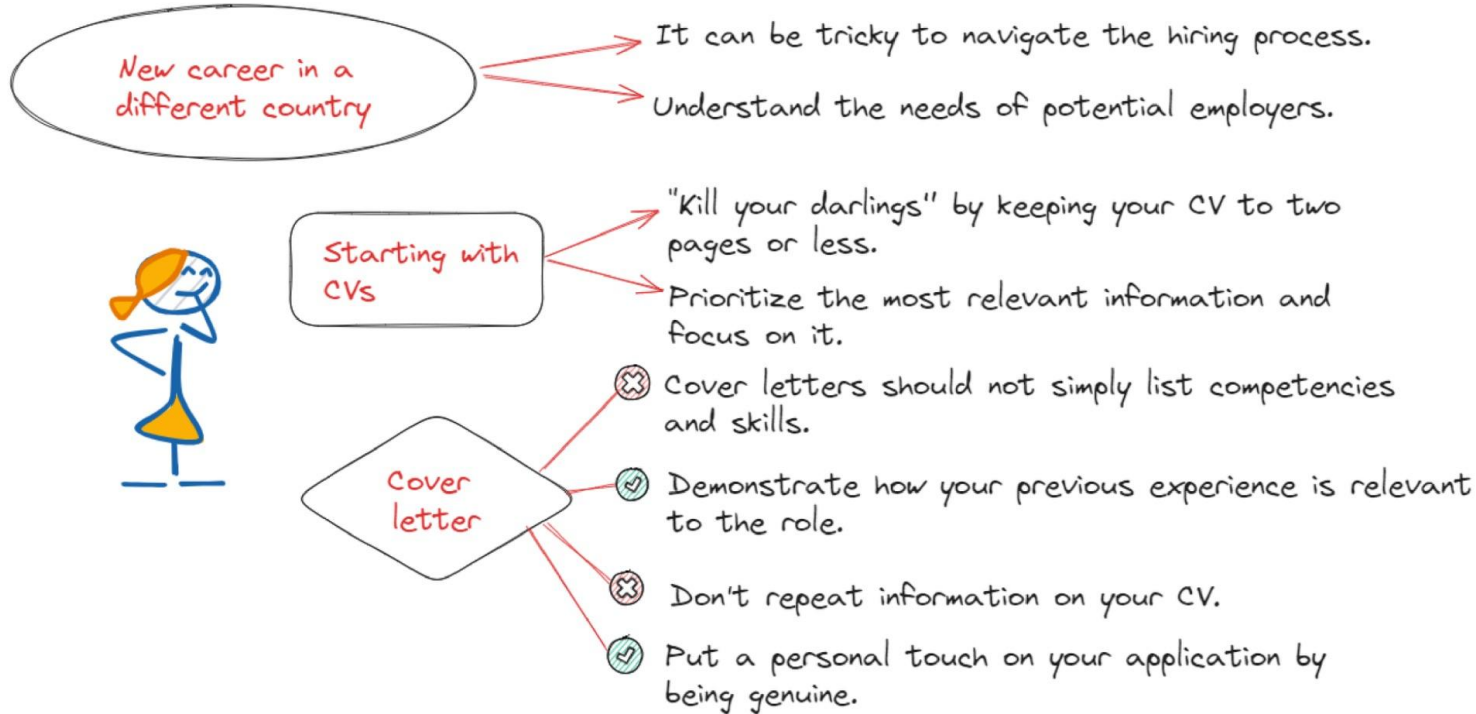 New career in a
different country
It can be tricky to navigate the hiring process.
Understand the needs of potential employers.
Starting with
CVs
"Kill your darlings" by keeping your CV to two
pages or less.
Prioritize the most relevant information and
focus on it.
Cover
letter
Cover letters should not simply list competencies
and skills.
Demonstrate how your previous experience is relevant
to the role.
Don't repeat information on your CV.
Put a personal touch on your application by
being genuine.